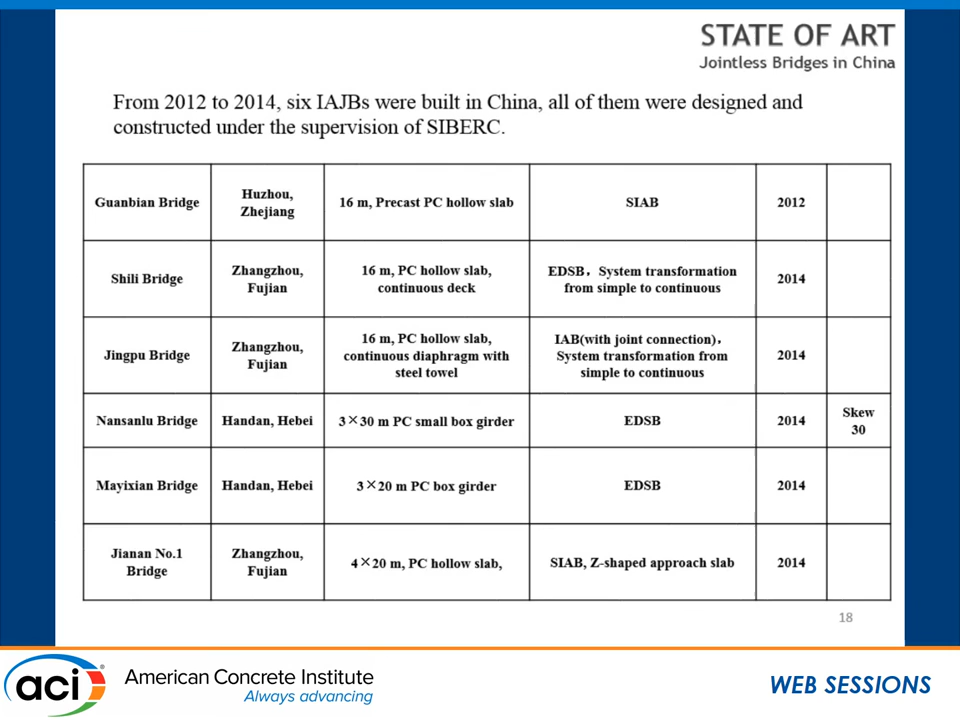 STATE OF ART
Jointless Bridges in China
From 2012 to 2014, six IAJBs were built in China, all of them were designed and
constructed under the supervision of SIBERC.
Guanbian Bridge
Huzhou,
Zhejiang
16 m, Precast PC hollow slab
SIAB
2012
Shili Bridge
Zhangzhou,
Fujian
16 m, PC hollow slab,
continuous deck
EDSB，System transformation
from simple to continuous
2014
Jingpu Bridge
Zhangzhou,
Fujian
16 m, PC hollow slab,
continuous diaphragm with
steel towel
IAB(with joint connection)，
System transformation from
simple to continuous
2014
Nansanlu Bridge
Handan, Hebei
3×30 m PC small box girder
EDSB
2014
Skew
30
Mayixian Bridge
Handan, Hebei
3×20 m PC box girder
EDSB
2014
Jianan No.1
Bridge
Zhangzhou,
Fujian
4×20 m, PC hollow slab,
SIAB, Z-shaped approach slab
2014
18
aci®
American Concrete Institute
Always advancing
WEB SESSIONS